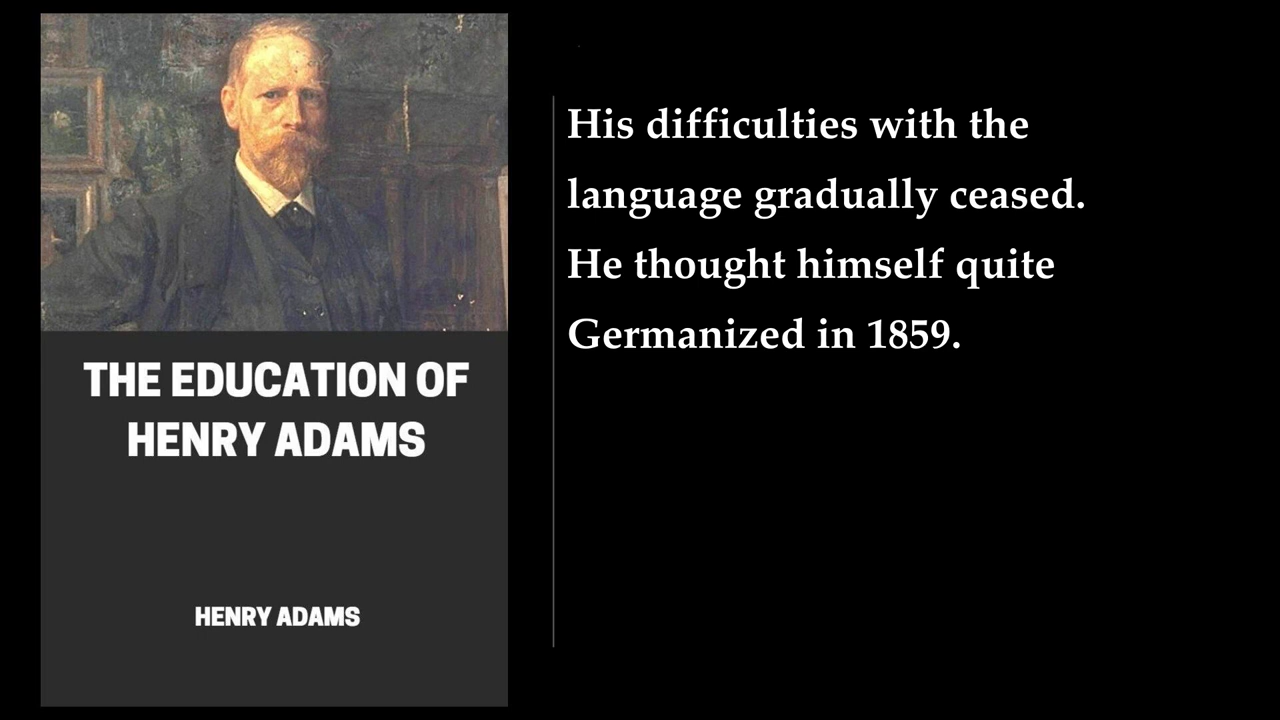 THE EDUCATION OF
HENRY ADAMS
HENRY ADAMS
His difficulties with the
language gradually ceased.
He thought himself quite
Germanized in 1859.